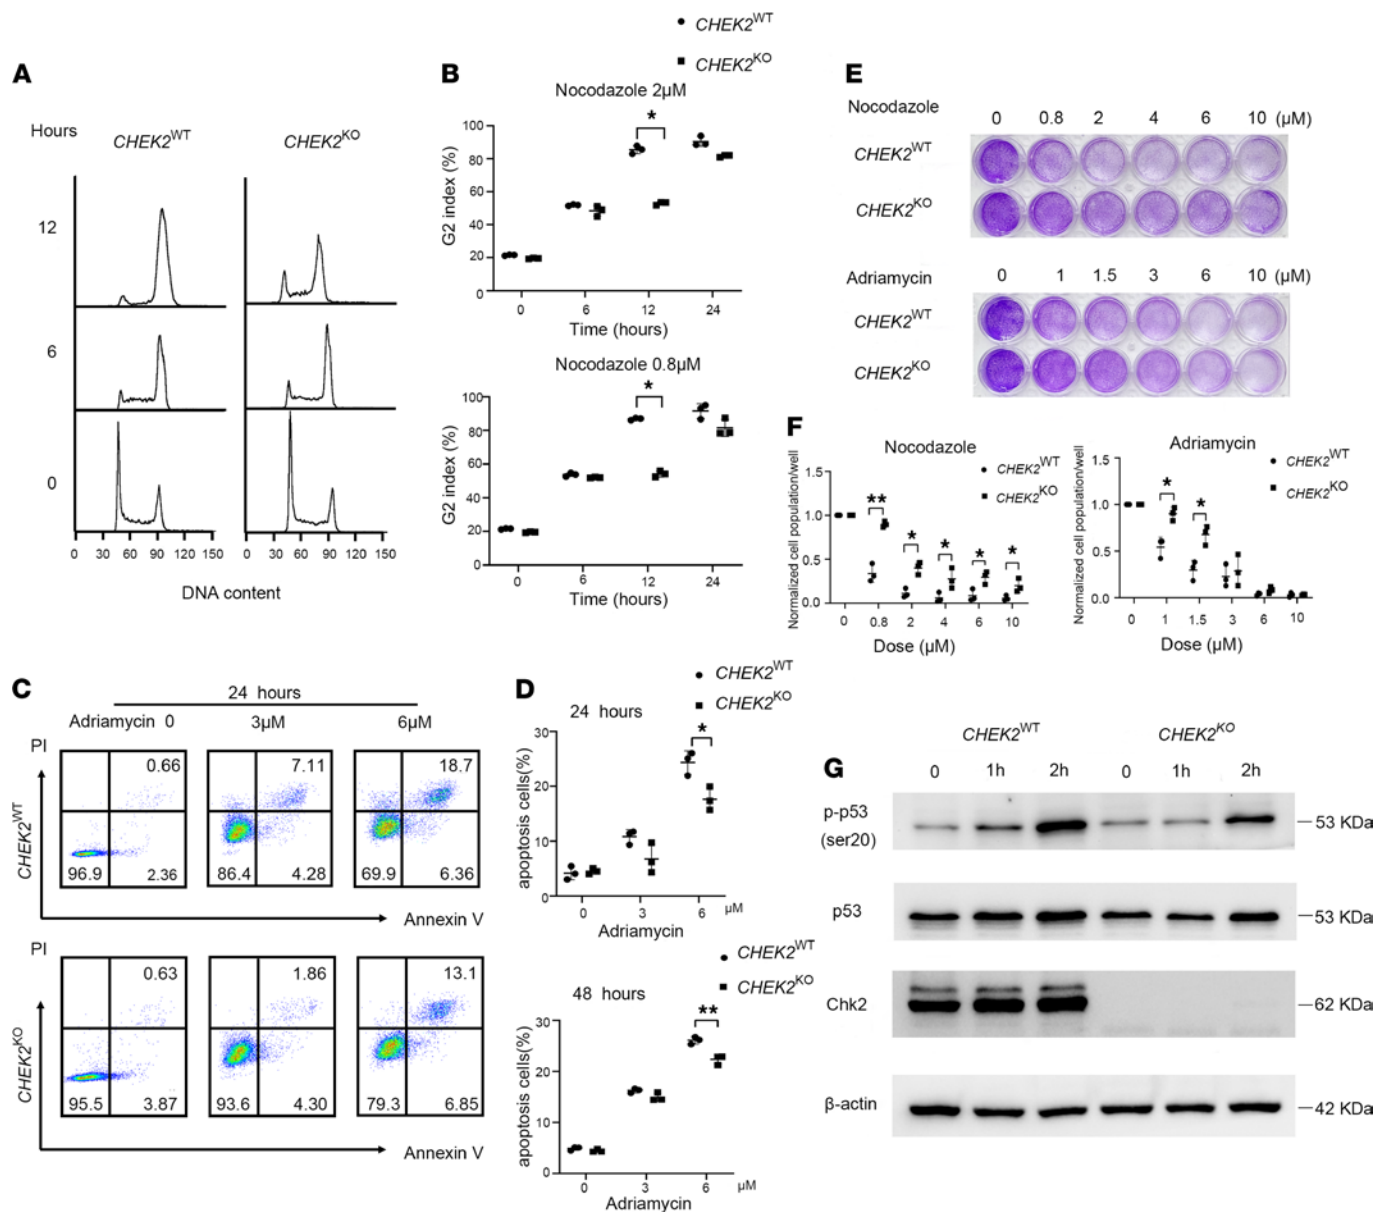 A
Hours
CHEK2WT
CHEK2KO
12
6
0
0 30 60 90 120 150
0 30 60 90 120 150
DNA content
B
CHEK2WT
CHEK2KO
Nocodazole 2μM
*
G2 index (%)
100
80
60
40
20
0
0 6 12 24
Time (hours)
Nocodazole 0.8μM
*
G2 index (%)
100
80
60
40
20
0
0 6 12 24
Time (hours)
C
24 hours
Adriamycin 0 3μM 6μM
PI
CHEK2WT
0.66 7.11 18.7
96.9 2.36 86.4 4.28 69.9 6.36
Annexin V
PI
CHEK2KO
0.63 1.86 13.1
95.5 3.87 93.6 4.30 79.3 6.85
Annexin V
D
CHEK2WT
CHEK2KO
24 hours
*
apoptosis cells(%)
30
20
10
0
0 3 6 μM
Adriamycin
CHEK2WT
CHEK2KO
48 hours
**
apoptosis cells(%)
30
20
10
0
0 3 6 μM
Adriamycin
E
Nocodazole 0 0.8 2 4 6 10 (μM)
CHEK2WT
CHEK2KO
Adriamycin 0 1 1.5 3 6 10 (μM)
CHEK2WT
CHEK2KO
F
Nocodazole
CHEK2WT
CHEK2KO
** * * * *
Normalized cell population/well
1.5
1.0
0.5
0.0
0 0.8 2 4 6 10
Dose (μM)
Adriamycin
CHEK2WT
CHEK2KO
* *
Normalized cell population/well
1.5
1.0
0.5
0.0
0 1 1.5 3 6 10
Dose (μM)
G
CHEK2WT CHEK2KO
0 1h 2h 0 1h 2h
p-p53
(ser20)
53 KDa
p53
53 KDa
Chk2
62 KDa
β-actin
42 KDa